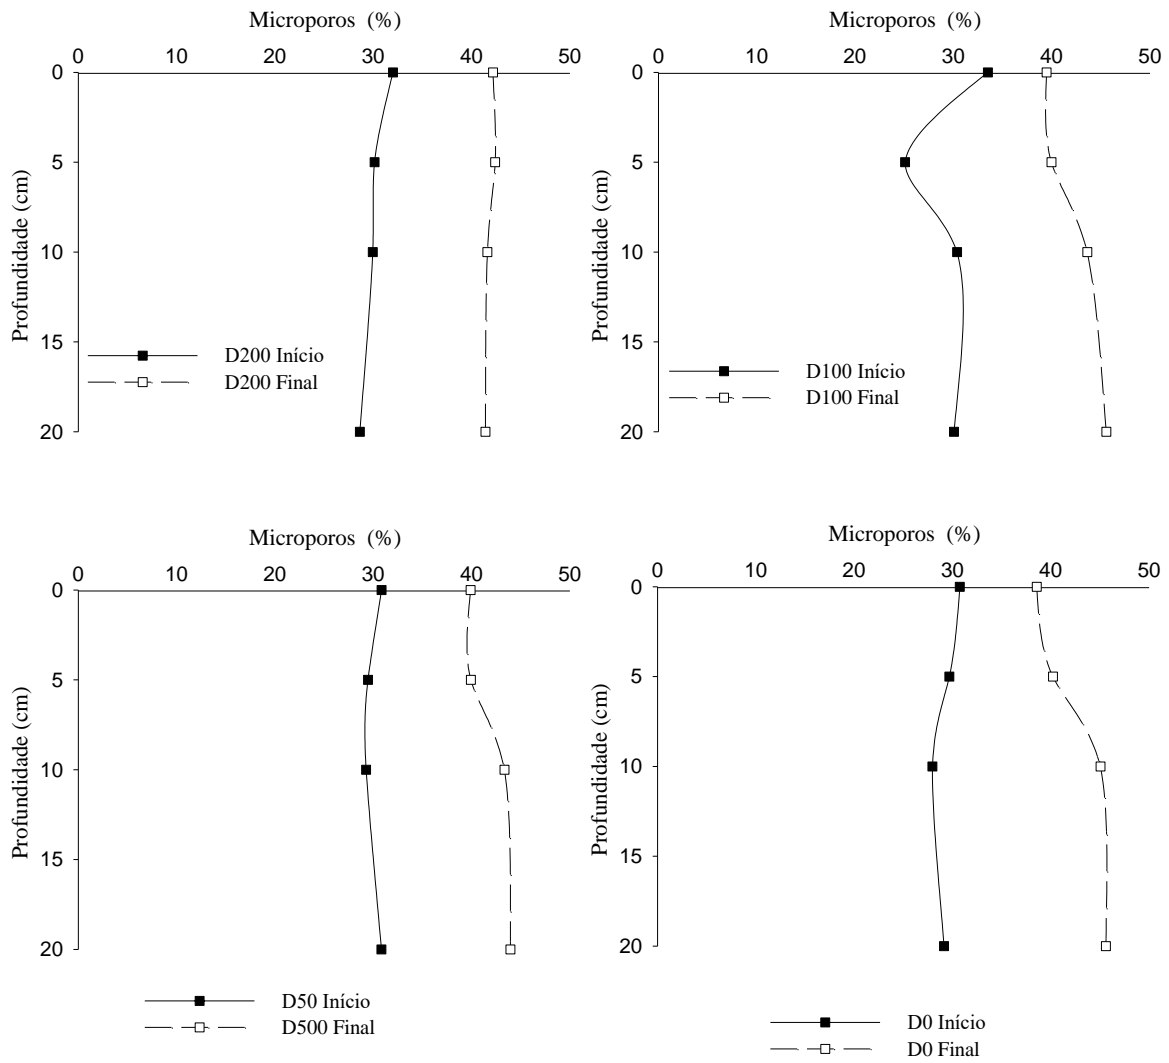 Microporos (%)
0 10 20 30 40 50
0
5
10
15
20
Profundidade (cm)
D200 Início
D200 Final
Microporos (%)
0 10 20 30 40 50
0
5
10
15
20
Profundidade (cm)
D100 Início
D100 Final
Microporos (%)
0 10 20 30 40 50
0
5
10
15
20
Profundidade (cm)
D50 Início
D500 Final
Microporos (%)
0 10 20 30 40 50
0
5
10
15
20
Profundidade (cm)
D0 Início
D0 Final